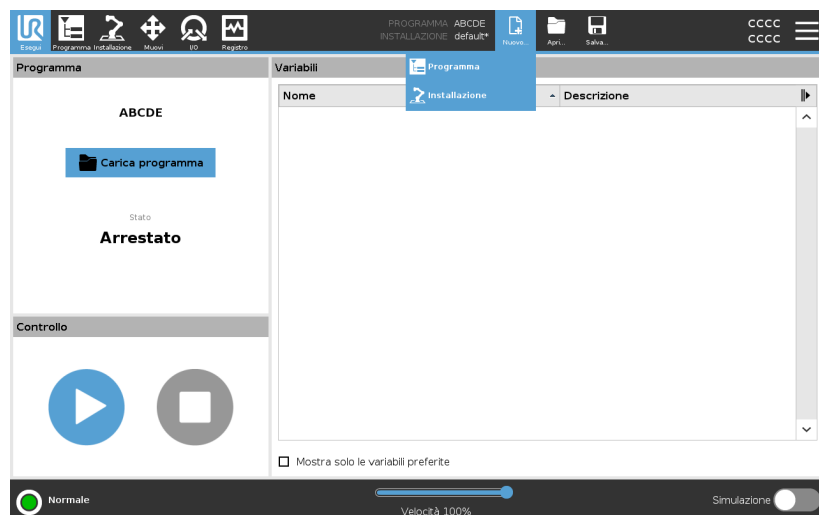 UR
PROGRAMMA ABCDE
INSTALLAZIONE default*
CCCC
CCCC
Esegui Programma Installazione Muovi I/O Registro Nuovo... Apri... Salva...
Programma
Variabili
Programma
Installazione
Nome
Descrizione
ABCDE
Carica programma
Stato
Arrestato
Controllo
Mostra solo le variabili preferite
Normale
Velocità 100%
Simulazione